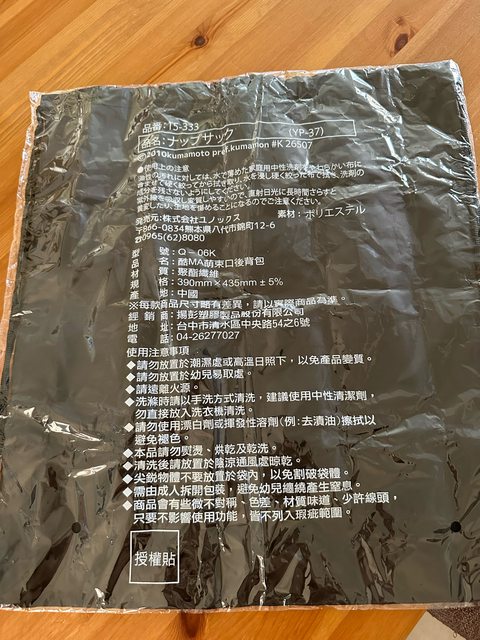 品番：15-333
品名：ナップサック (YP-37)
©2010kumamoto pref.kumamon #K 26507
●使用上の注意
発売元：株式会社ユノックス 素材：ポリエステル
〒866-0834熊本県八代市錦町12-6
☎0965(62)8080
型 號：Q－06K
品 名：酷MA萌束口後背包
材 質：聚酯纖維
規 格：390mm×435mm±5%
產 地：中國
※每款商品尺寸略有差異，請以實際商品為準。
經 銷 商：揚彭塑膠製品股份有限公司
地 址：台中市清水區中央路54之6號
電 話：04-26277027
使用注意事項
◆請勿放置於潮濕處或高溫日照下，以免產品變質。
◆請勿放置於幼兒易取處。
◆請遠離火源。
◆洗滌時請以手洗方式清洗，建議使用中性清潔劑，
勿直接放入洗衣機清洗。
◆請勿使用漂白劑或揮發性溶劑(例：去漬油)擦拭以
避免褪色。
◆本品請勿熨燙、烘乾及乾洗。
◆清洗後請放置於陰涼通風處晾乾。
◆尖銳物體不要放置於袋內，以免割破袋體。
◆需由成人拆開包裝，避免幼兒纏繞產生窒息。
◆商品會有些微不對稱、色差、材質味道、少許線頭，
只要不影響使用功能，皆不列入瑕疵範圍。
授權貼